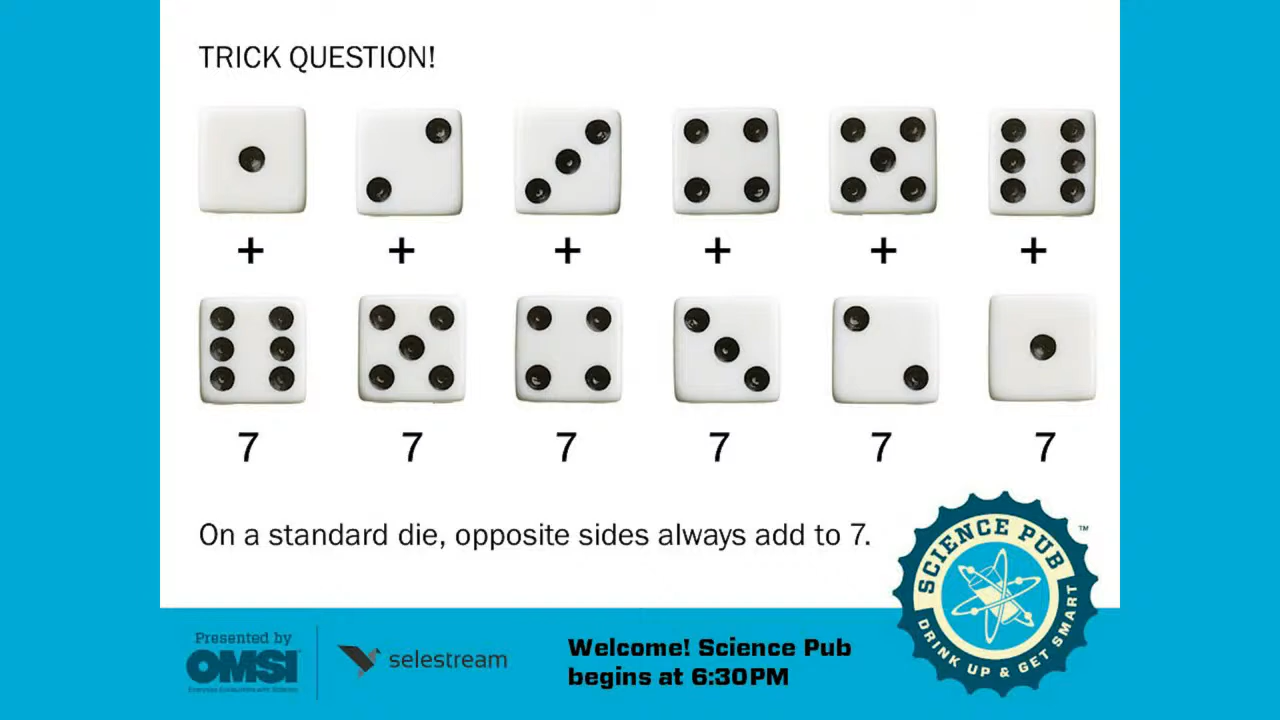 TRICK QUESTION!
+ + + + + +
7 7 7 7 7 7
On a standard die, opposite sides always add to 7.
SCIENCE PUB
™
DRINK UP & GET SMART
Presented by
OMSI
selestream
Welcome! Science Pub
begins at 6:30PM